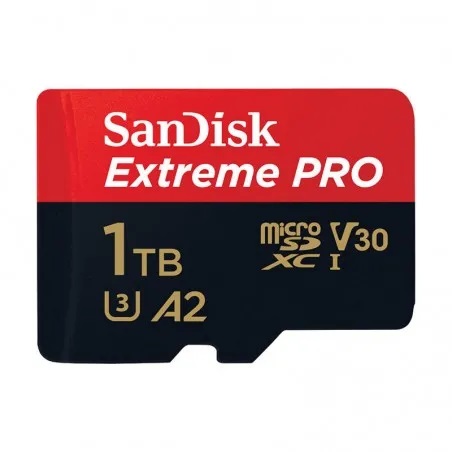 SanDisk
Extreme PRO
1TB
micro SD XC I V30
U3 A2